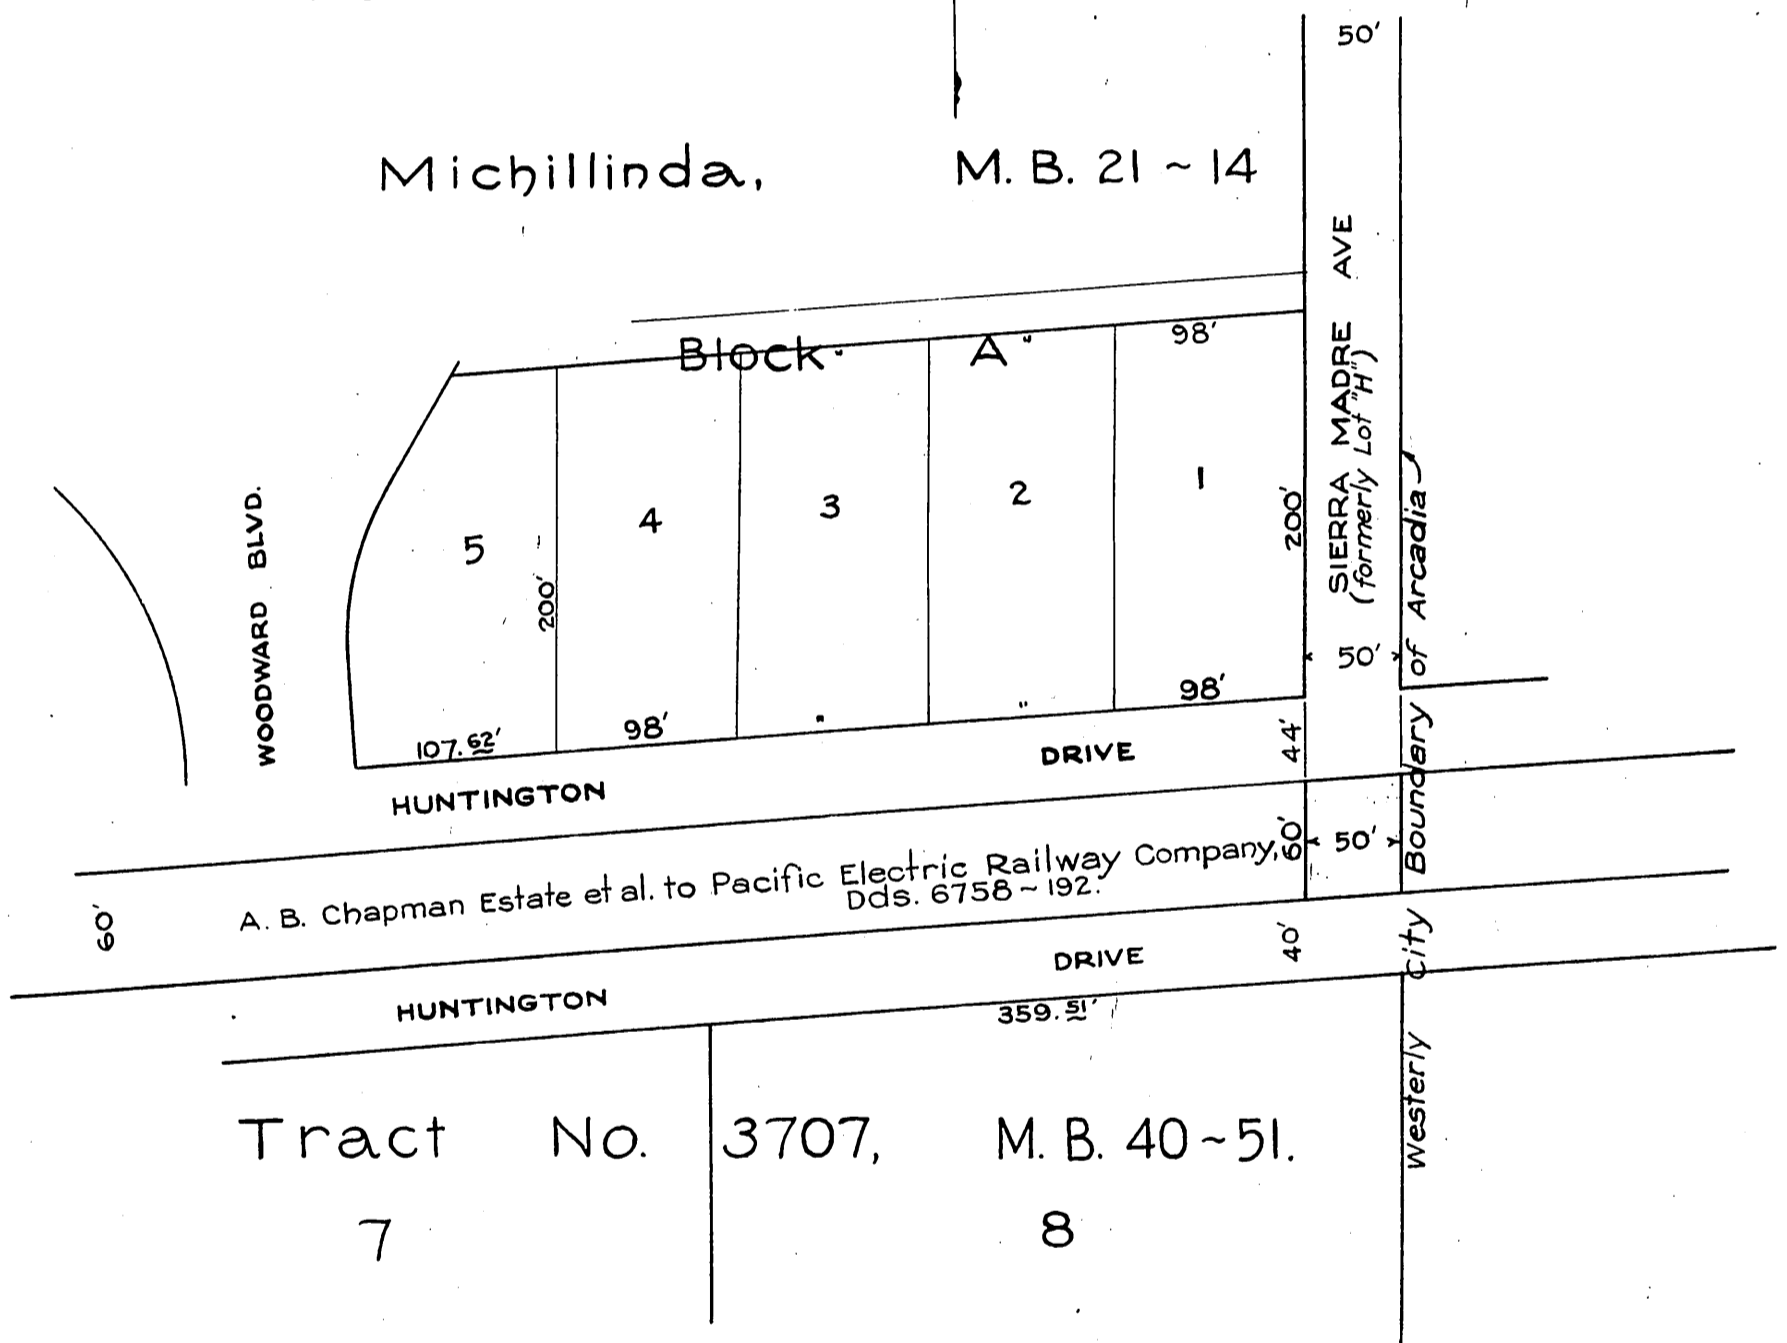 50'
Michillinda, M. B. 21 ~ 14
SIERRA MADRE AVE
(formerly Lot "H")
Block "A"
98'
1
2
3
4
5
200'
200'
WOODWARD BLVD.
50'
98'
"
"
98'
107.62'
44'
HUNTINGTON DRIVE
A. B. Chapman Estate et al. to Pacific Electric Railway Company,
Dds. 6758 ~ 192.
60'
50'
60'
40'
HUNTINGTON DRIVE
359.51'
Westerly City Boundary of Arcadia
Tract No. 3707, M. B. 40 ~ 51.
7
8